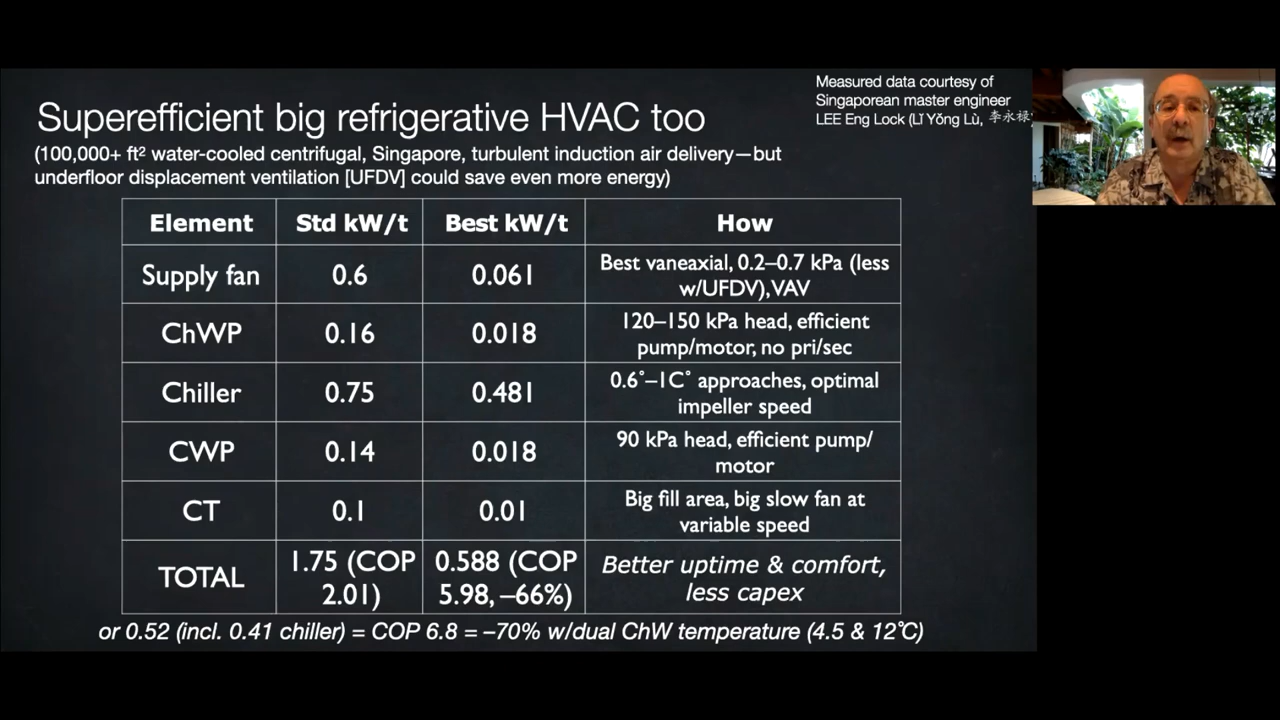 Measured data courtesy of
Singaporean master engineer
LEE Eng Lock (Lǐ Yǒng Lù, 李永禄)
Superefficient big refrigerative HVAC too
(100,000+ ft² water-cooled centrifugal, Singapore, turbulent induction air delivery—but
underfloor displacement ventilation [UFDV] could save even more energy)
Element Std kW/t Best kW/t How
Supply fan 0.6 0.061 Best vaneaxial, 0.2–0.7 kPa (less
w/UFDV), VAV
ChWP 0.16 0.018 120–150 kPa head, efficient
pump/motor, no pri/sec
Chiller 0.75 0.481 0.6˚–1C˚ approaches, optimal
impeller speed
CWP 0.14 0.018 90 kPa head, efficient pump/
motor
CT 0.1 0.01 Big fill area, big slow fan at
variable speed
TOTAL 1.75 (COP 0.588 (COP Better uptime & comfort,
2.01) 5.98, –66%) less capex
or 0.52 (incl. 0.41 chiller) = COP 6.8 = –70% w/dual ChW temperature (4.5 & 12˚C)